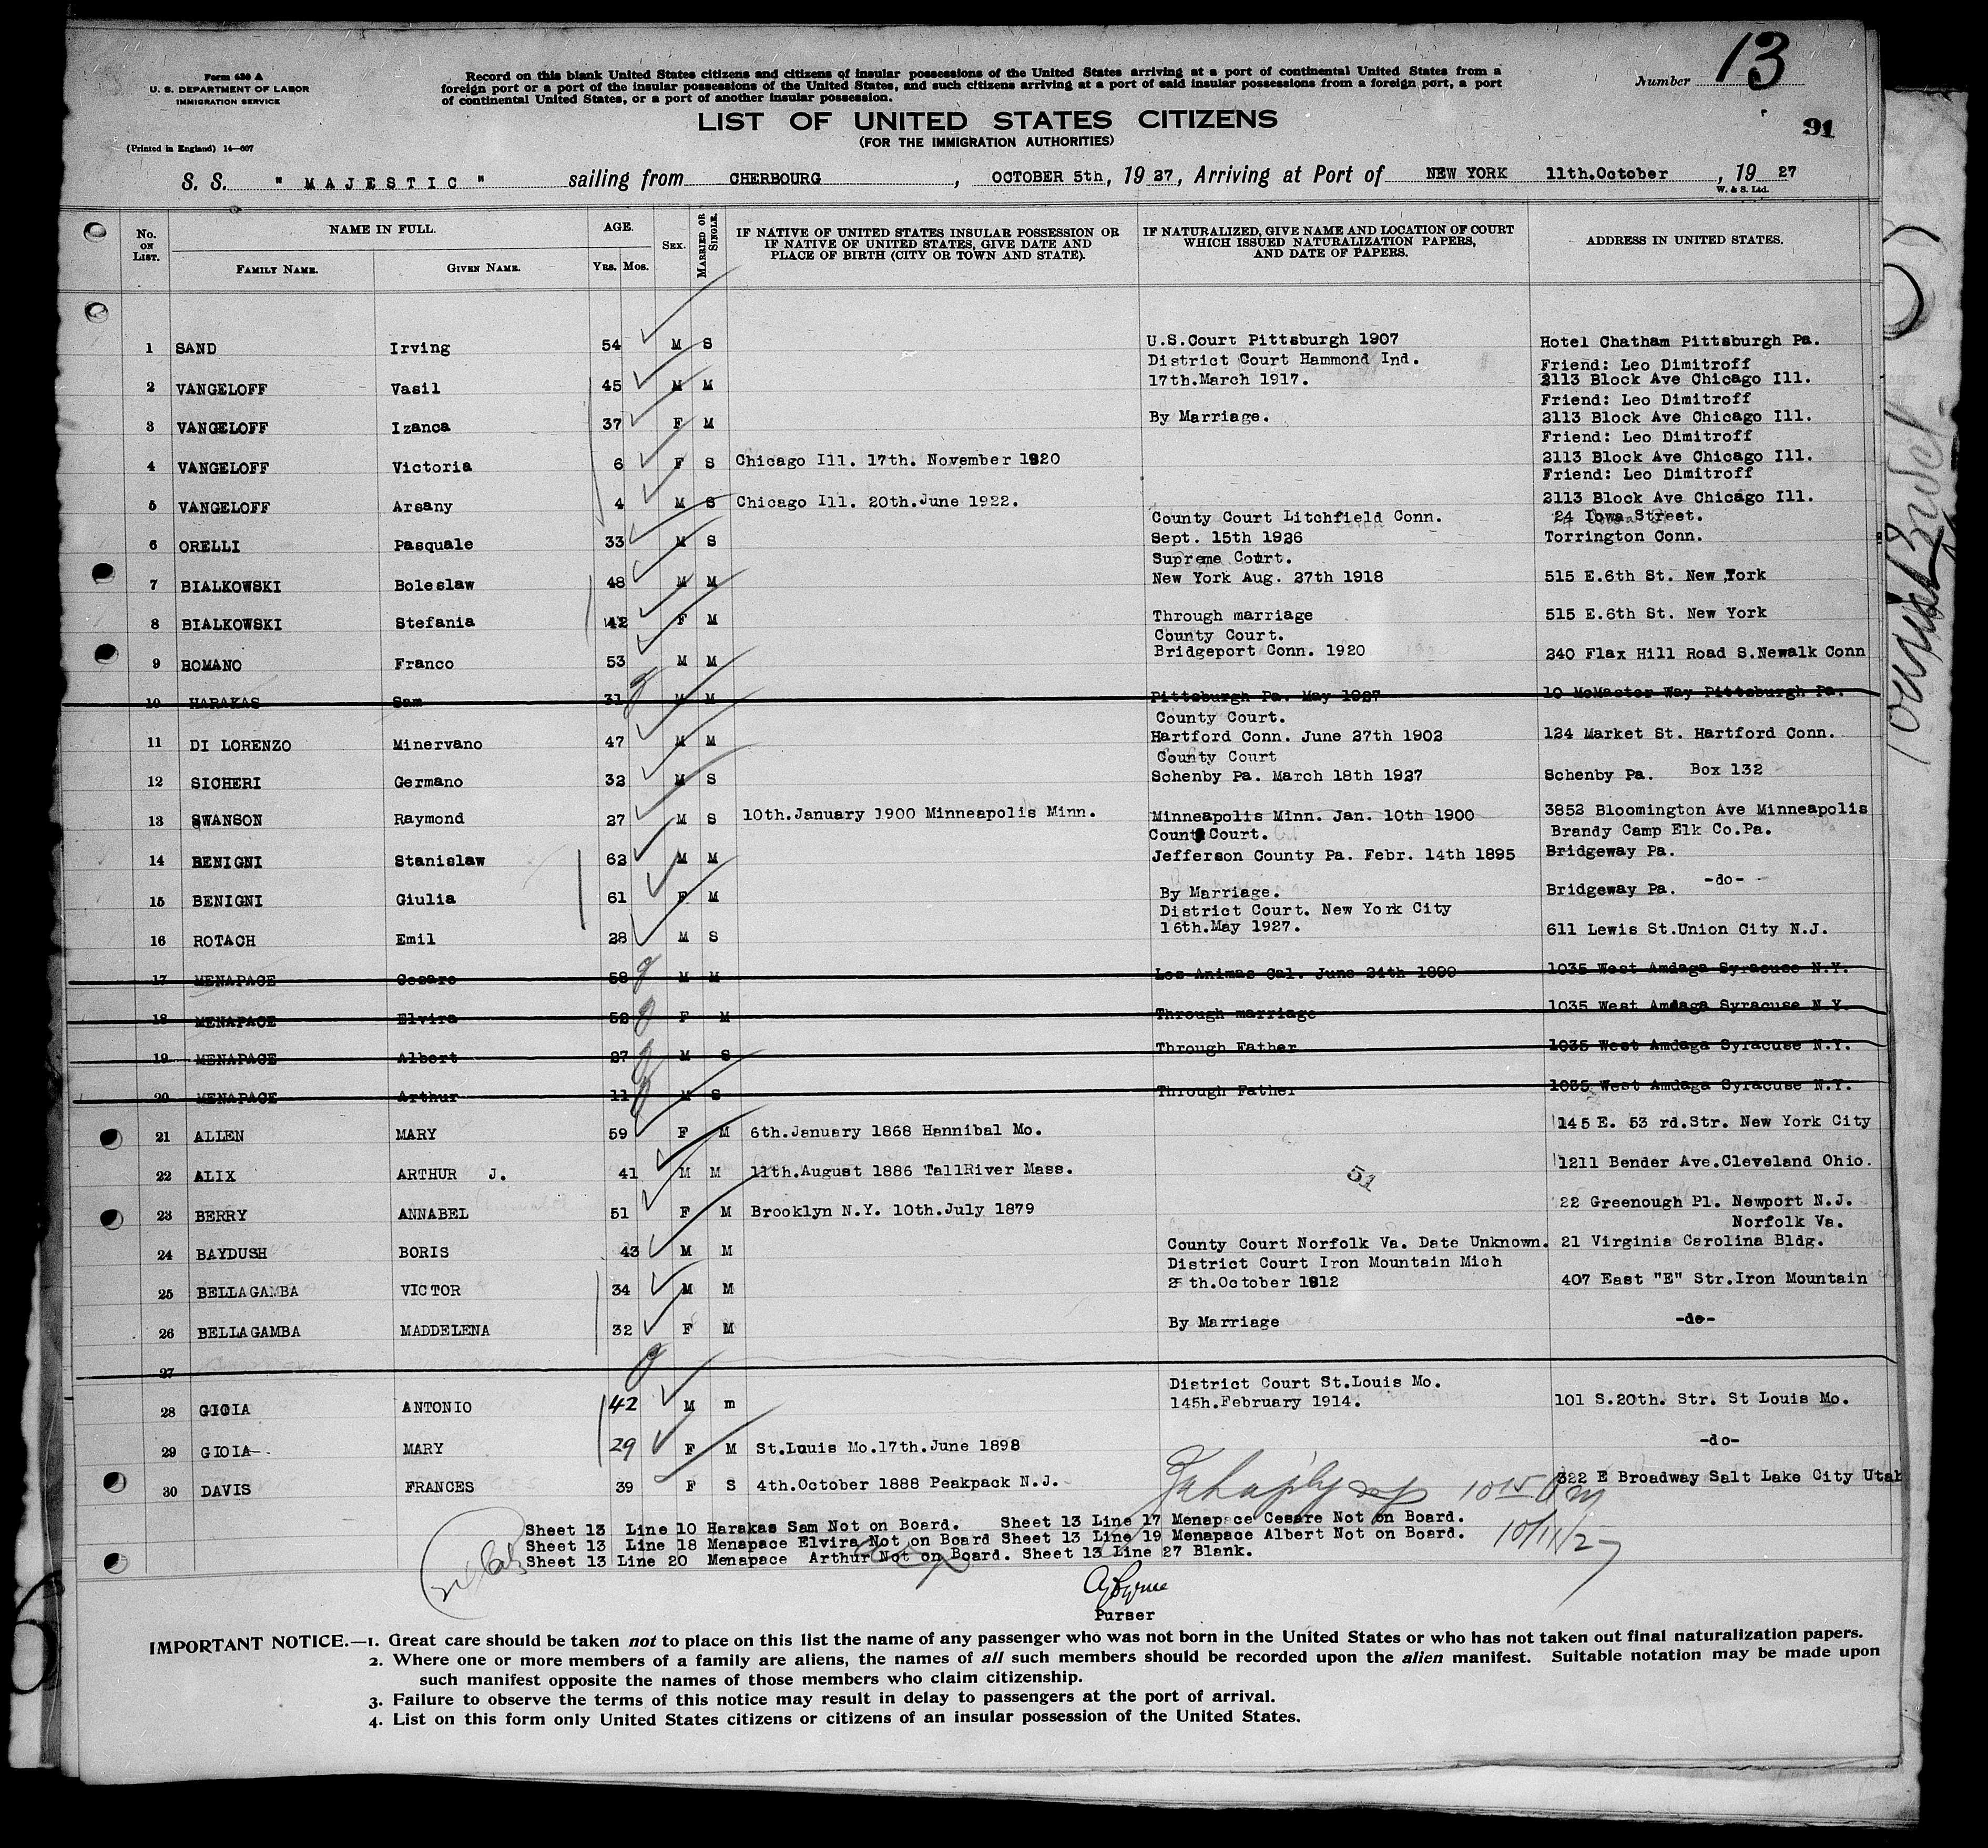 Form 630 A
U. S. DEPARTMENT OF LABOR
IMMIGRATION SERVICE
(Printed in England) 14—607
Record on this blank United States citizens and citizens of insular possessions of the United States arriving at a port of continental United States from a
foreign port or a port of the insular possessions of the United States, and such citizens arriving at a port of said insular possessions from a foreign port, a port
of continental United States, or a port of another insular possession.
Number 13
91
LIST OF UNITED STATES CITIZENS
(FOR THE IMMIGRATION AUTHORITIES)
S. S. "MAJESTIC" sailing from CHERBOURG, OCTOBER 5th, 1927, Arriving at Port of NEW YORK 11th.October, 1927
W. & S. Ltd.
No. ON LIST. NAME IN FULL. FAMILY NAME. GIVEN NAME. AGE. YRS. MOS. SEX. MARRIED OR SINGLE. IF NATIVE OF UNITED STATES INSULAR POSSESSION OR IF NATIVE OF UNITED STATES, GIVE DATE AND PLACE OF BIRTH (CITY OR TOWN AND STATE). IF NATURALIZED, GIVE NAME AND LOCATION OF COURT WHICH ISSUED NATURALIZATION PAPERS, AND DATE OF PAPERS. ADDRESS IN UNITED STATES.
1 SAND Irving 54 M S U.S.Court Pittsburgh 1907 Hotel Chatham Pittsburgh Pa.
District Court Hammond Ind. Friend: Leo Dimitroff
2 VANGELOFF Vasil 45 M M 17th.March 1917. 2113 Block Ave Chicago Ill.
Friend: Leo Dimitroff
3 VANGELOFF Izanca 37 F M By Marriage. 2113 Block Ave Chicago Ill.
Friend: Leo Dimitroff
4 VANGELOFF Victoria 6 F S Chicago Ill. 17th. November 1920 2113 Block Ave Chicago Ill.
Friend: Leo Dimitroff
5 VANGELOFF Arsany 4 M S Chicago Ill. 20th.June 1922. 2113 Block Ave Chicago Ill.
County Court Litchfield Conn. 24 Iowa Street.
6 ORELLI Pasquale 33 M S Sept. 15th 1926 Torrington Conn.
Supreme Court.
7 BIALKOWSKI Boleslaw 48 M M New York Aug. 27th 1918 515 E.6th St. New York
8 BIALKOWSKI Stefania 42 F M Through marriage 515 E.6th St. New York
County Court.
9 ROMANO Franco 53 M M Bridgeport Conn. 1920 240 Flax Hill Road S.Newalk Conn
10 HARAKAS Sam 31 M M Pittsburgh Pa. May 1927 10 McMaster Way Pittsburgh Pa.
County Court.
11 DI LORENZO Minervano 47 M M Hartford Conn. June 27th 1902 124 Market St. Hartford Conn.
County Court
12 SICHERI Germano 32 M S Schenby Pa. March 18th 1927 Schenby Pa. Box 132
13 SWANSON Raymond 27 M S 10th.January 1900 Minneapolis Minn. Minneapolis Minn. Jan. 10th 1900 3852 Bloomington Ave Minneapolis
County Court. Brandy Camp Elk Co.Pa.
14 BENIGNI Stanislaw 62 M M Jefferson County Pa. Febr. 14th 1895 Bridgeway Pa.
15 BENIGNI Giulia 61 F M By Marriage. Bridgeway Pa. -do-
District Court. New York City
16 ROTACH Emil 28 M S 16th.May 1927. 611 Lewis St.Union City N.J.
17 MENAPACE Cesare 58 M M Los Animas Cal. June 24th 1899 1035 West Amdaga Syracuse N.Y.
18 MENAPACE Elvira 52 F M Through marriage 1035 West Amdaga Syracuse N.Y.
19 MENAPACE Albert 27 M S Through Father 1035 West Amdaga Syracuse N.Y.
20 MENAPACE Arthur 11 M S Through Father 1035 West Amdaga Syracuse N.Y.
21 ALLEN MARY 59 F M 6th.January 1868 Hannibal Mo. 145 E. 53 rd.Str. New York City
22 ALIX ARTHUR J. 41 M M 11th.August 1886 TallRiver Mass. 51 1211 Bender Ave.Cleveland Ohio.
23 BERRY ANNABEL 51 F M Brooklyn N.Y. 10th.July 1879 22 Greenough Pl. Newport N.J.
Norfolk Va.
24 BAYDUSH BORIS 43 M M County Court Norfolk Va. Date Unknown. 21 Virginia Carolina Bldg.
District Court Iron Mountain Mich
25 BELLAGAMBA VICTOR 34 M M 25th.October 1912 407 East "E" Str.Iron Mountain
26 BELLAGAMBA MADDELENA 32 F M By Marriage -do-
27
District Court St.Louis Mo.
28 GIOIA ANTONIO 42 M m 145h.February 1914. 101 S.20th. Str. St Louis Mo.
29 GIOIA-. MARY 29 F M St.Louis Mo.17th.June 1898 -do-
30 DAVIS FRANCES 39 F S 4th.October 1888 Peakpack N.J. 322 E Broadway Salt Lake City Utah
Sheet 13 Line 10 Harakas Sam Not on Board. Sheet 13 Line 17 Menapace Cesare Not on Board.
Sheet 13 Line 18 Menapace Elvira Not on Board Sheet 13 Line 19 Menapace Albert Not on Board.
Sheet 13 Line 20 Menapace Arthur Not on Board. Sheet 13 Line 27 Blank.
10/11/27
Purser
IMPORTANT NOTICE.—1. Great care should be taken not to place on this list the name of any passenger who was not born in the United States or who has not taken out final naturalization papers.
2. Where one or more members of a family are aliens, the names of all such members should be recorded upon the alien manifest. Suitable notation may be made upon
such manifest opposite the names of those members who claim citizenship.
3. Failure to observe the terms of this notice may result in delay to passengers at the port of arrival.
4. List on this form only United States citizens or citizens of an insular possession of the United States.